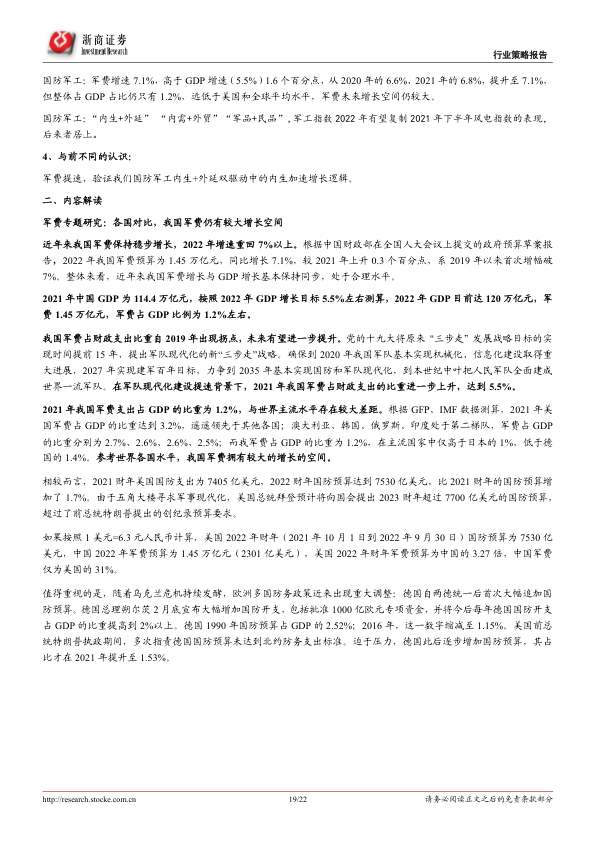 浙商证券
Investment Research
行业策略报告
国防军工：军费增速 7.1%，高于 GDP 增速（5.5%）1.6 个百分点，从 2020 年的 6.6%、2021 年的 6.8%，提升至 7.1%，
但整体占 GDP 占比仍只有 1.2%，远低于美国和全球平均水平，军费未来增长空间仍较大。
国防军工：“内生+外延” “内需+外贸”“军品+民品”，军工指数 2022 年有望复制 2021 年下半年风电指数的表现，
后来者居上。
4、与前不同的认识：
军费提速，验证我们国防军工内生+外延双驱动中的内生加速增长逻辑。
二、内容解读
军费专题研究：各国对比，我国军费仍有较大增长空间
近年来我国军费保持稳步增长，2022 年增速重回 7%以上。根据中国财政部在全国人大会议上提交的政府预算草案报
告，2022 年我国军费预算为 1.45 万亿元，同比增长 7.1%，较 2021 年上升 0.3 个百分点，系 2019 年以来首次增幅破
7%。整体来看，近年来我国军费增长与 GDP 增长基本保持同步，处于合理水平。
2021 年中国 GDP 为 114.4 万亿元，按照 2022 年 GDP 增长目标 5.5%左右测算，2022 年 GDP 目前达 120 万亿元，军
费 1.45 万亿元，军费占 GDP 比例为 1.2%左右。
我国军费占财政支出比重自 2019 年出现拐点，未来有望进一步提升。党的十九大将原来 “三步走” 发展战略目标的实
现时间提前 15 年，提出军队现代化的新“三步走”战略。确保到 2020 年我国军队基本实现机械化，信息化建设取得重
大进展，2027 年实现建军百年目标，力争到 2035 年基本实现国防和军队现代化，到本世纪中叶把人民军队全面建成
世界一流军队。在军队现代化建设提速背景下，2021 年我国军费占财政支出的比重进一步上升，达到 5.5%。
2021 年我国军费支出占 GDP 的比重为 1.2%，与世界主流水平存在较大差距。根据 GFP、IMF 数据测算，2021 年美
国军费占 GDP 的比重达到 3.2%，遥遥领先于其他各国；澳大利亚、韩国、俄罗斯、印度处于第二梯队，军费占 GDP
的比重分别为 2.7%、2.6%、2.6%、2.5%；而我军费占 GDP 的比重为 1.2%，在主流国家中仅高于日本的 1%，低于德
国的 1.4%。参考世界各国水平，我国军费拥有较大的增长的空间。
相较而言，2021 财年美国国防支出为 7405 亿美元，2022 财年国防预算达到 7530 亿美元，比 2021 财年的国防预算增
加了 1.7%。由于五角大楼寻求军事现代化，美国总统拜登预计将向国会提出 2023 财年超过 7700 亿美元的国防预算，
超过了前总统特朗普提出的创纪录预算要求。
如果按照 1 美元=6.3 元人民币计算，美国 2022 年财年（2021 年 10 月 1 日到 2022 年 9 月 30 日）国防预算为 7530 亿
美元，中国 2022 年军费预算为 1.45 万亿元（2301 亿美元），美国 2022 年财年军费预算为中国的 3.27 倍，中国军费
仅为美国的 31%。
值得重视的是，随着乌克兰危机持续发酵，欧洲多国防务政策近来出现重大调整：德国自两德统一后首次大幅追加国
防预算。德国总理朔尔茨 2 月底宣布大幅增加国防开支，包括批准 1000 亿欧元专项资金，并将今后每年德国国防开支
占 GDP 的比重提高到 2%以上。德国 1990 年国防预算占 GDP 的 2.52%；2016 年，这一数字缩减至 1.15%。美国前总
统特朗普执政期间，多次指责德国国防预算未达到北约防务支出标准。迫于压力，德国此后逐步增加国防预算，其占
比才在 2021 年提升至 1.53%。
http://research.stocke.com.cn
19/22
请务必阅读正文之后的免责条款部分